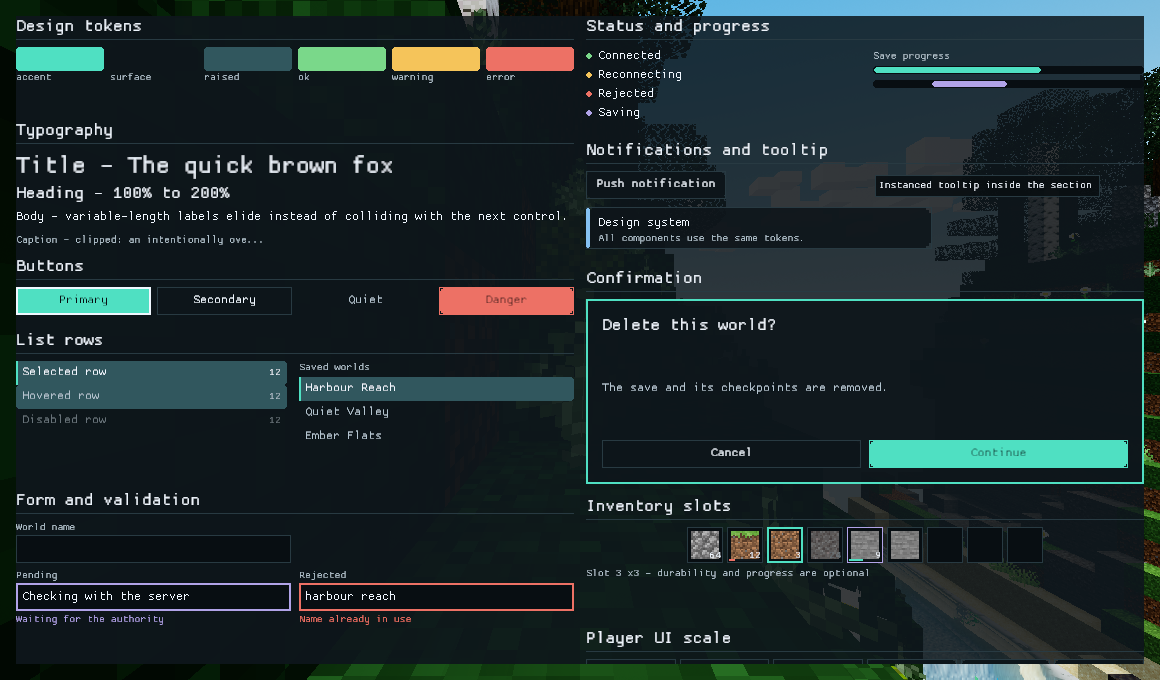 Design tokens
accent
surface
raised
ok
warning
error
Typography
Title - The quick brown fox
Heading - 100% to 200%
Body - variable-length labels elide instead of colliding with the next control.
Caption - clipped: an intentionally ove...
Buttons
Primary
Secondary
Quiet
Danger
List rows
Selected row 12
Hovered row 12
Disabled row 12
Saved worlds
Harbour Reach
Quiet Valley
Ember Flats
Form and validation
World name
Pending
Checking with the server
Waiting for the authority
Rejected
harbour reach
Name already in use
Status and progress
Connected
Reconnecting
Rejected
Saving
Save progress
Notifications and tooltip
Push notification
Instanced tooltip inside the section
Design system
All components use the same tokens.
Confirmation
Delete this world?
The save and its checkpoints are removed.
Cancel
Continue
Inventory slots
64
12
3
9
Slot 3 x3 - durability and progress are optional
Player UI scale